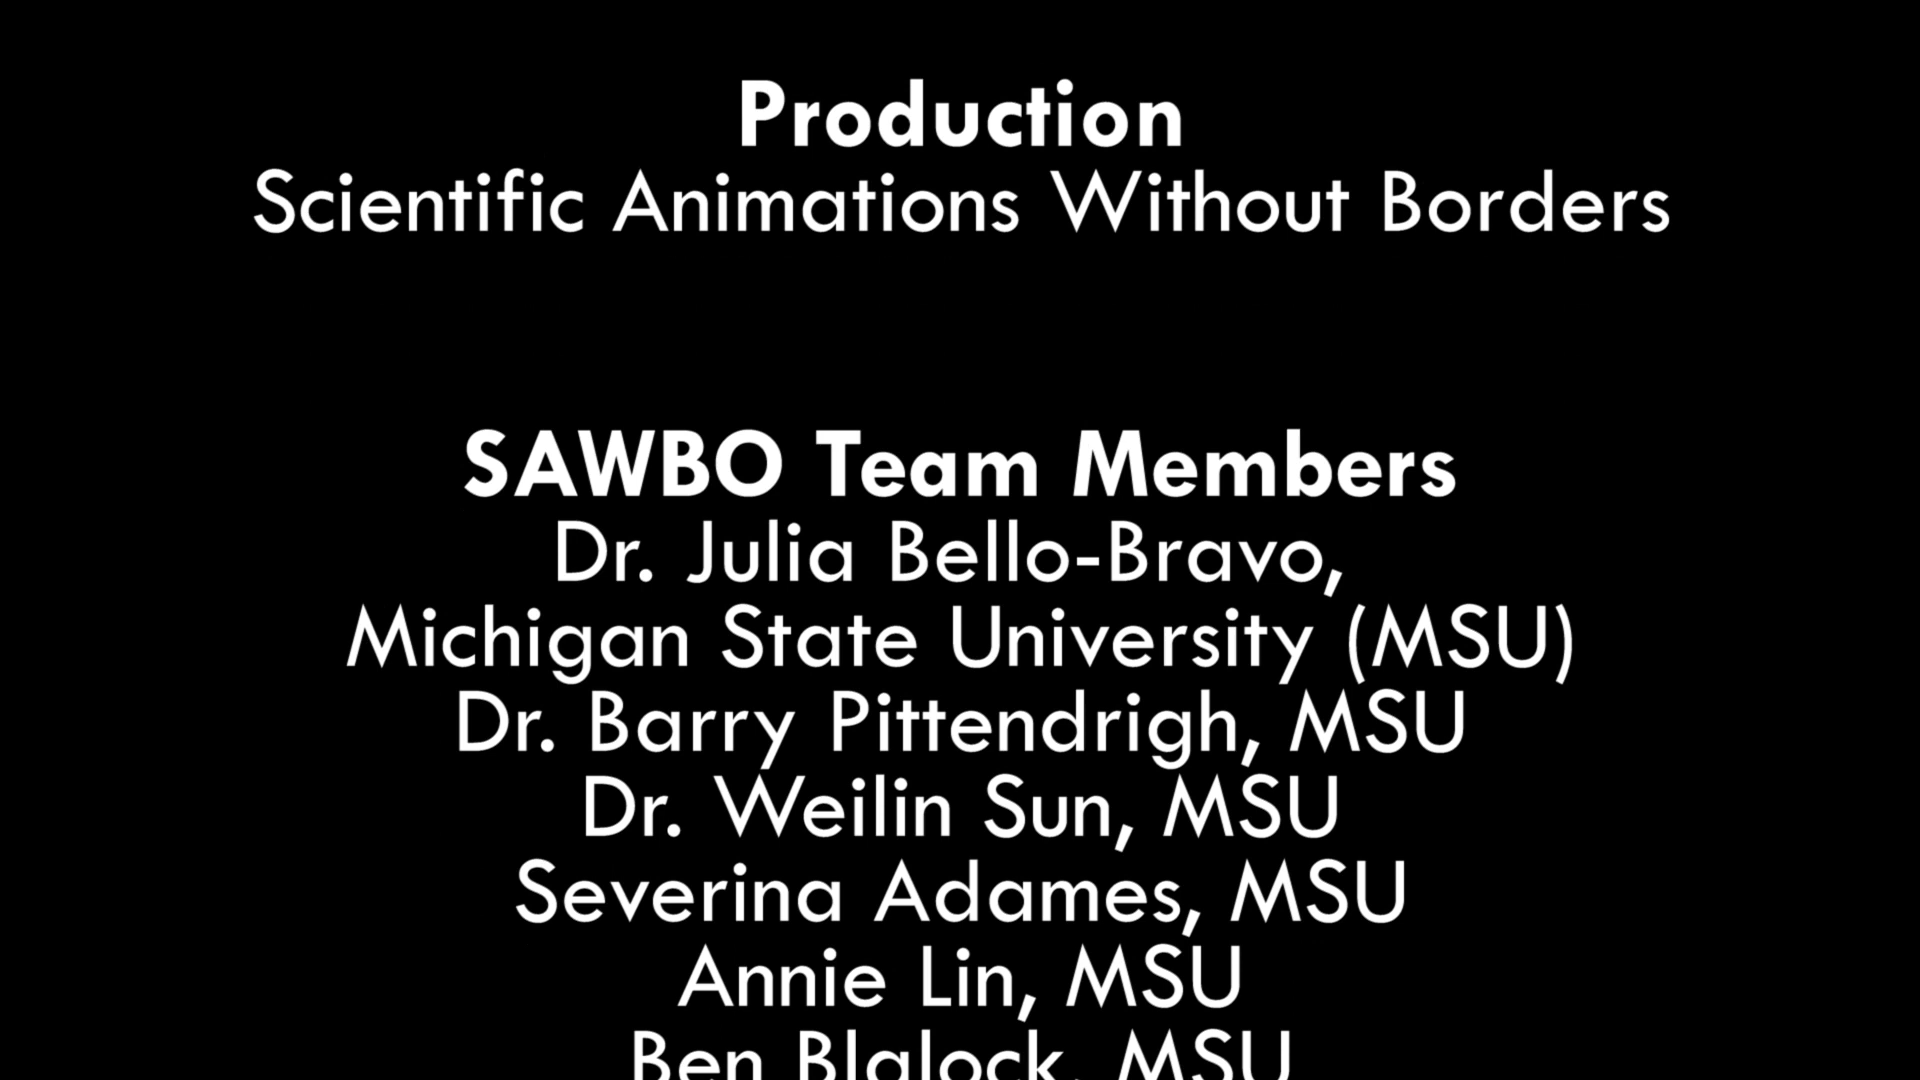 Production
Scientific Animations Without Borders
SAWBO Team Members
Dr. Julia Bello-Bravo,
Michigan State University (MSU)
Dr. Barry Pittendrigh, MSU
Dr. Weilin Sun, MSU
Severina Adames, MSU
Annie Lin, MSU
Ben Blalock, MSU